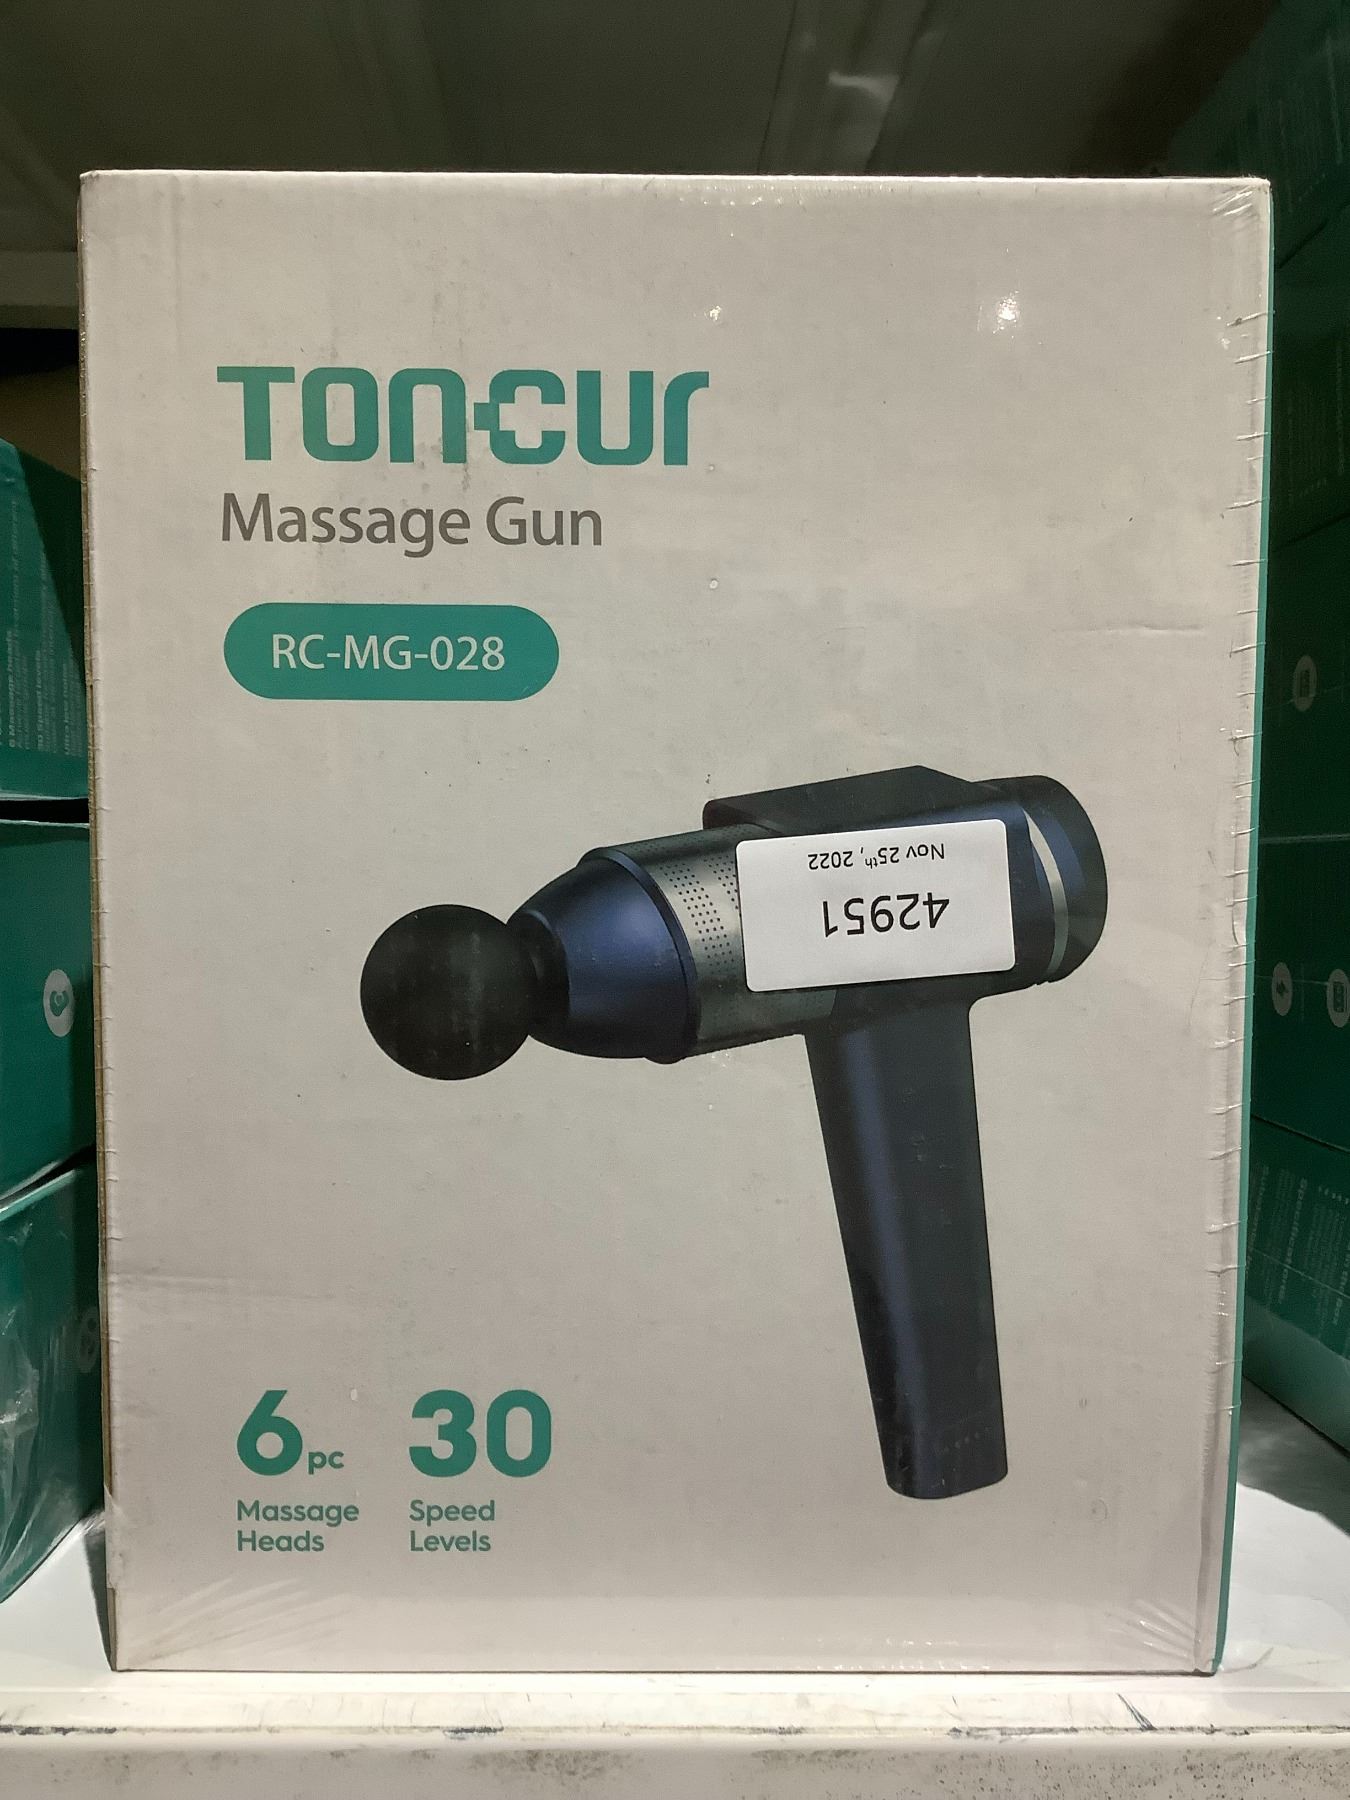 Toncur
Massage Gun
RC-MG-028
42951
Nov 25th, 2022
6pc
Massage
Heads
30
Speed
Levels